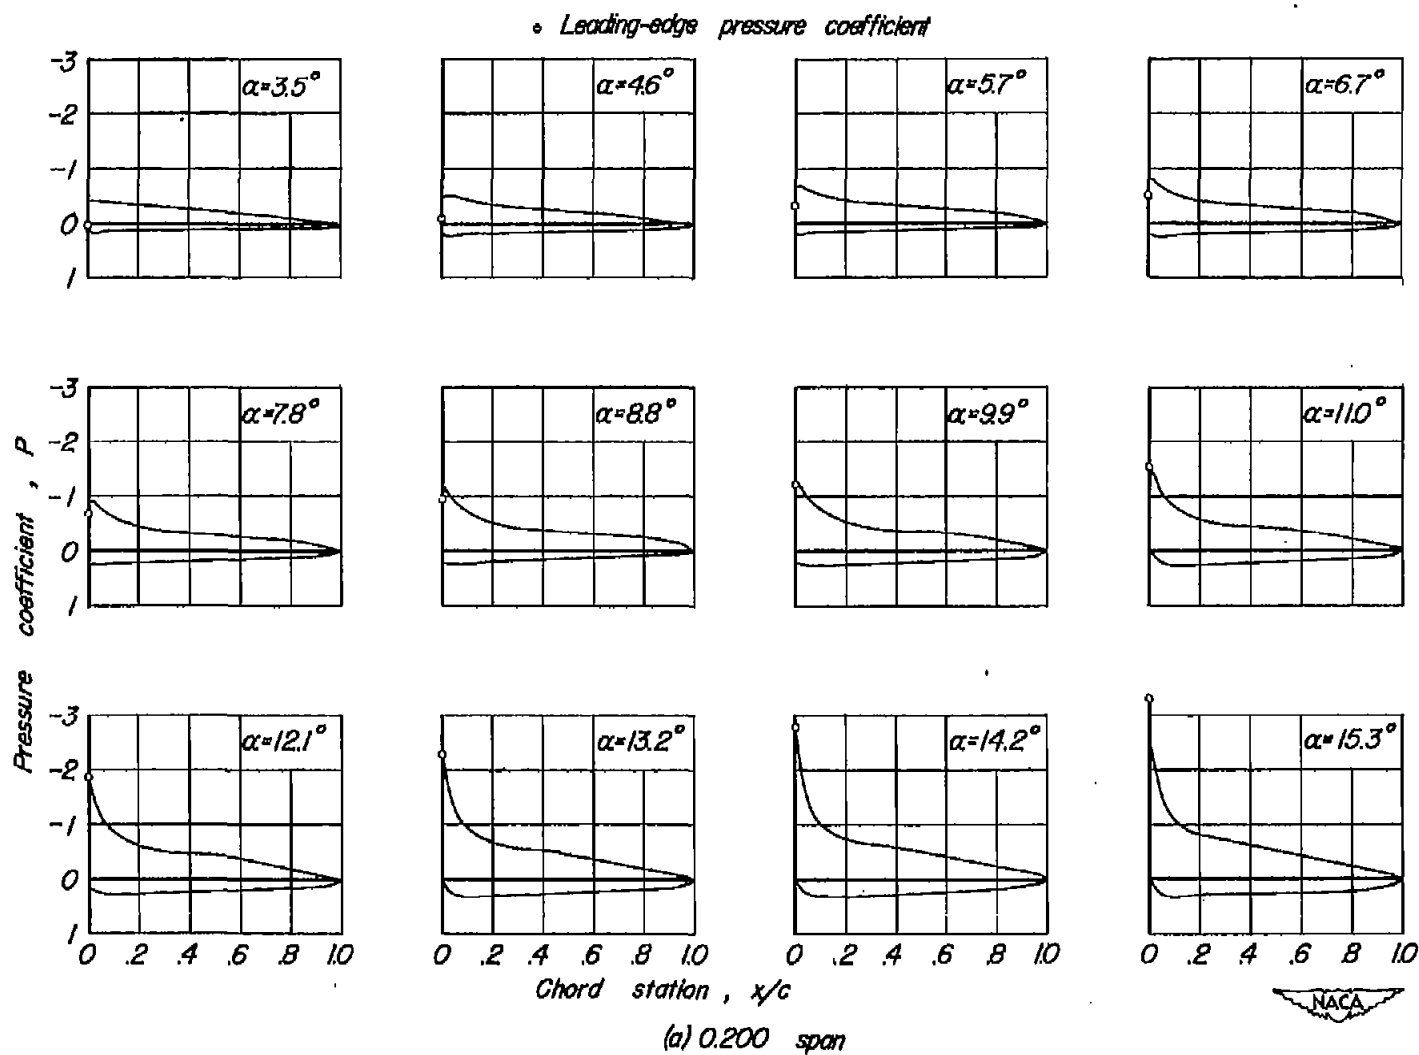 Leading-edge pressure coefficient
-3 α=3.5° α=4.6° α=5.7° α=6.7°
-2
-1
0
1
-3 α=7.8° α=8.8° α=9.9° α=11.0°
-2
-1
0
1
Pressure coefficient, P
-3 α=12.1° α=13.2° α=14.2° α=15.3°
-2
-1
0
1
0 .2 .4 .6 .8 1.0 0 .2 .4 .6 .8 1.0 0 .2 .4 .6 .8 1.0 0 .2 .4 .6 .8 1.0
Chord station, x/c
NACA
(a) 0.200 span